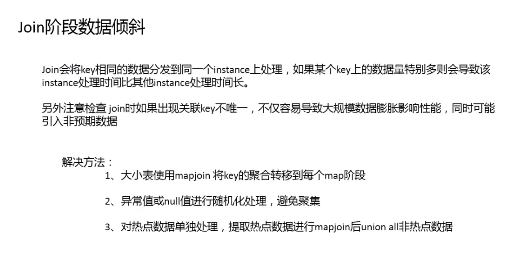 Join阶段数据倾斜
Join会将key相同的数据分发到同一个instance上处理，如果某个key上的数据量特别多则会导致该
instance处理时间比其他instance处理时间长。
另外注意检查 join时如果出现关联key不唯一，不仅容易导致大规模数据膨胀影响性能，同时可能
引入非预期数据
解决方法：
1、大小表使用mapjoin 将key的聚合转移到每个map阶段
2、异常值或null值进行随机化处理，避免聚集
3、对热点数据单独处理，提取热点数据进行mapjoin后union all非热点数据